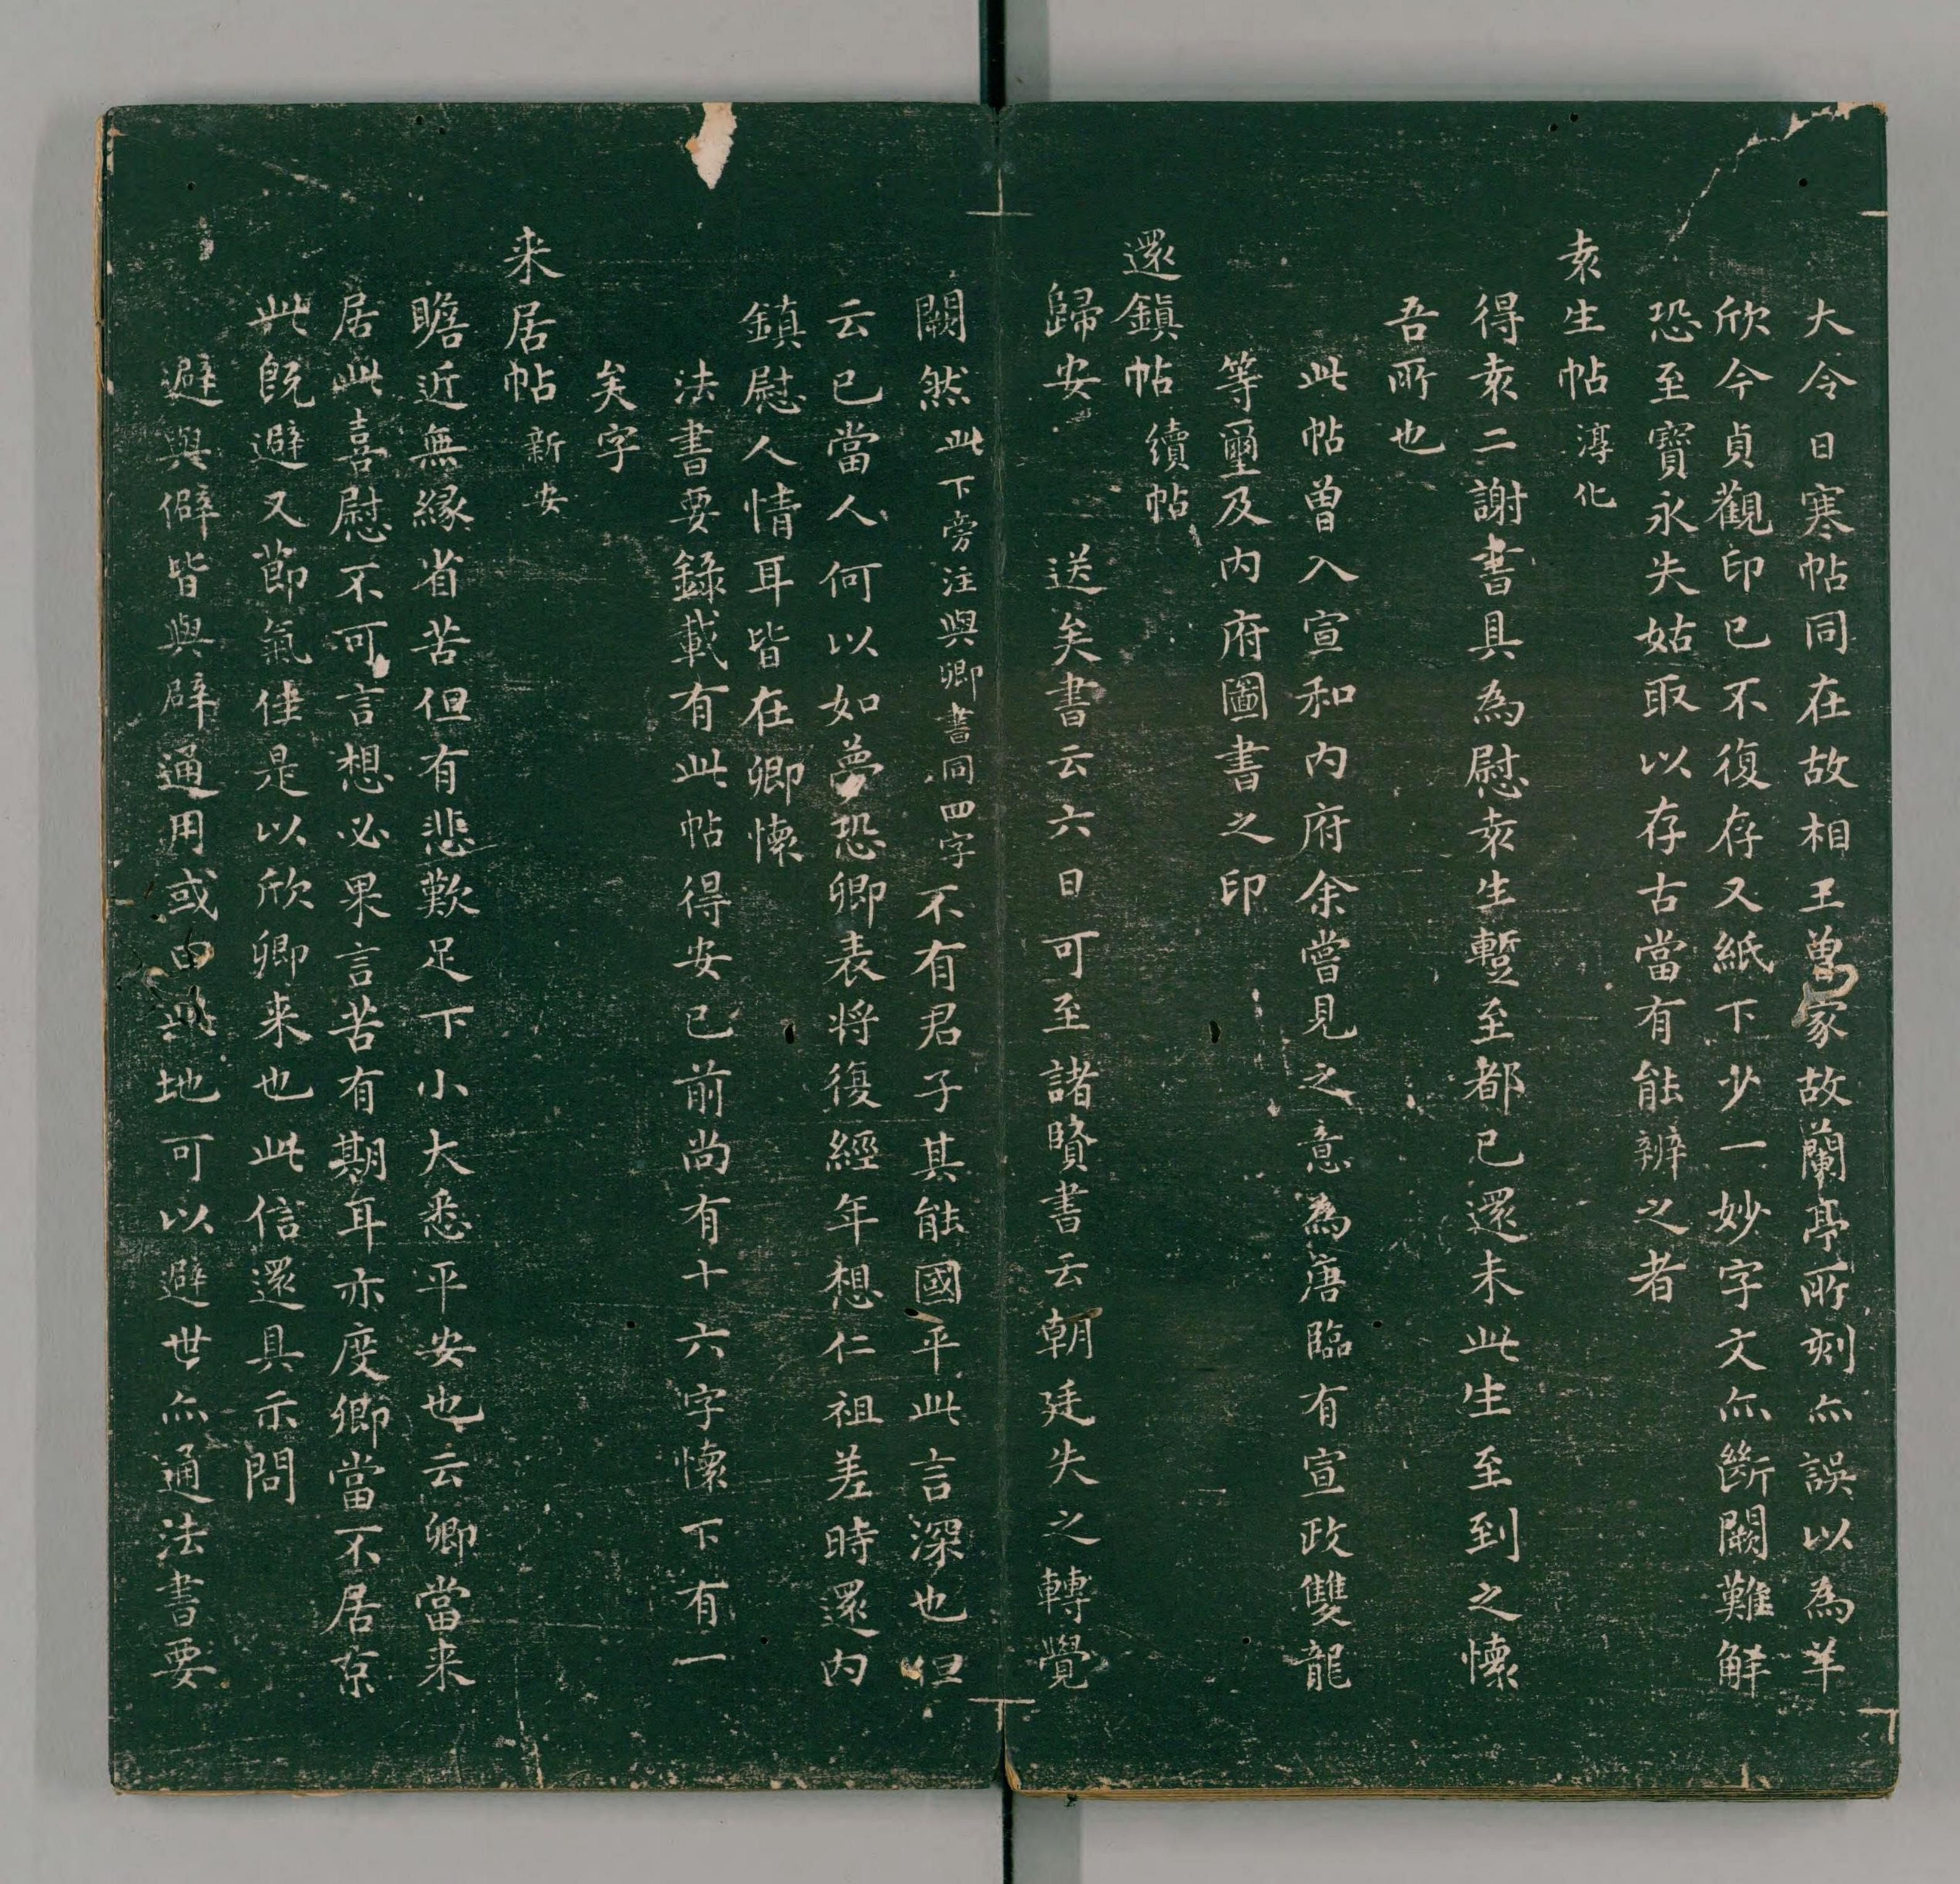 大令日寒帖同在故相王曾家故蘭亭所刻亦誤以為羊
欣今貞觀印已不復存又紙下少一妙字文亦斷闕難解
恐至寶永失姑取以存古當有能辨之者
袁生帖 淳化
得袁二謝書具為慰袁生暫至都已還未此生至到之懷
吾所也
此帖曾入宣和內府余嘗見之意為唐臨有宣政雙龍
等璽及內府圖書之印
還鎮帖 續帖
歸安 送矣書云六日可至諸賢書云朝廷失之轉覺
闕然此下旁注與卿書同四字不有君子其能國乎此言深也但
云已當人何以如夢恐卿表將復經年想仁祖差時還內
鎮慰人情耳皆在卿懷
法書要錄載有此帖得安已前尚有十六字懷下有一
矣字
来居帖 新安
瞻近無緣省苦但有悲歎足下小大悉平安也云卿當来
居此喜慰不可言想必果言苦有期耳亦度卿當不居京
此既避又節氣佳是以欣卿来也此信還具示問
避與僻皆與辟通用或曰此地可以避世亦通法書要